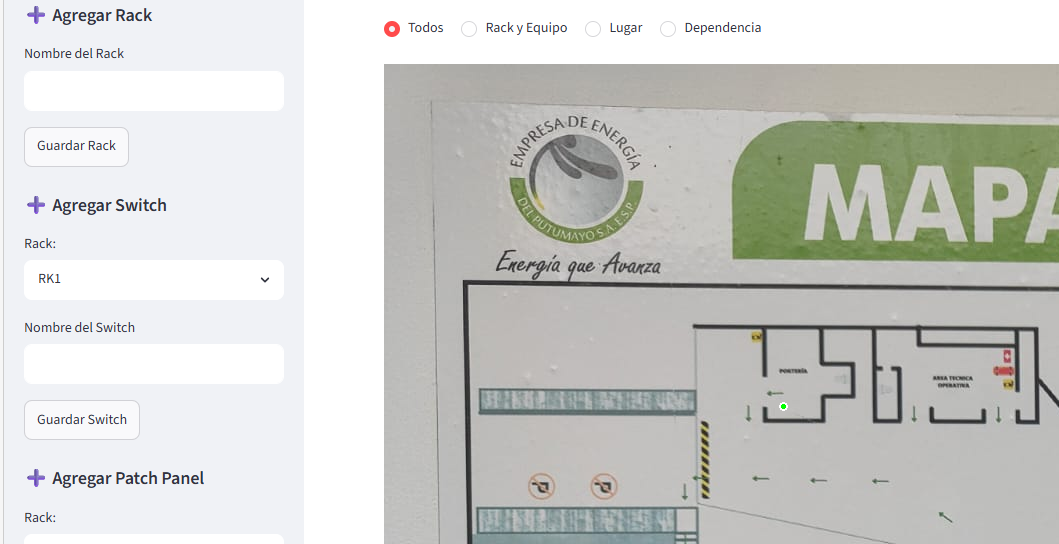 Agregar Rack
Nombre del Rack
Guardar Rack
Agregar Switch
Rack:
RK1
Nombre del Switch
Guardar Switch
Agregar Patch Panel
Rack:
Todos
Rack y Equipo
Lugar
Dependencia
EMPRESA DE ENERGÍA
DEL PUTUMAYO S.A. E.S.P.
Energía que Avanza
MAPA
PORTERÍA
AREA TECNICA
OPERATIVA